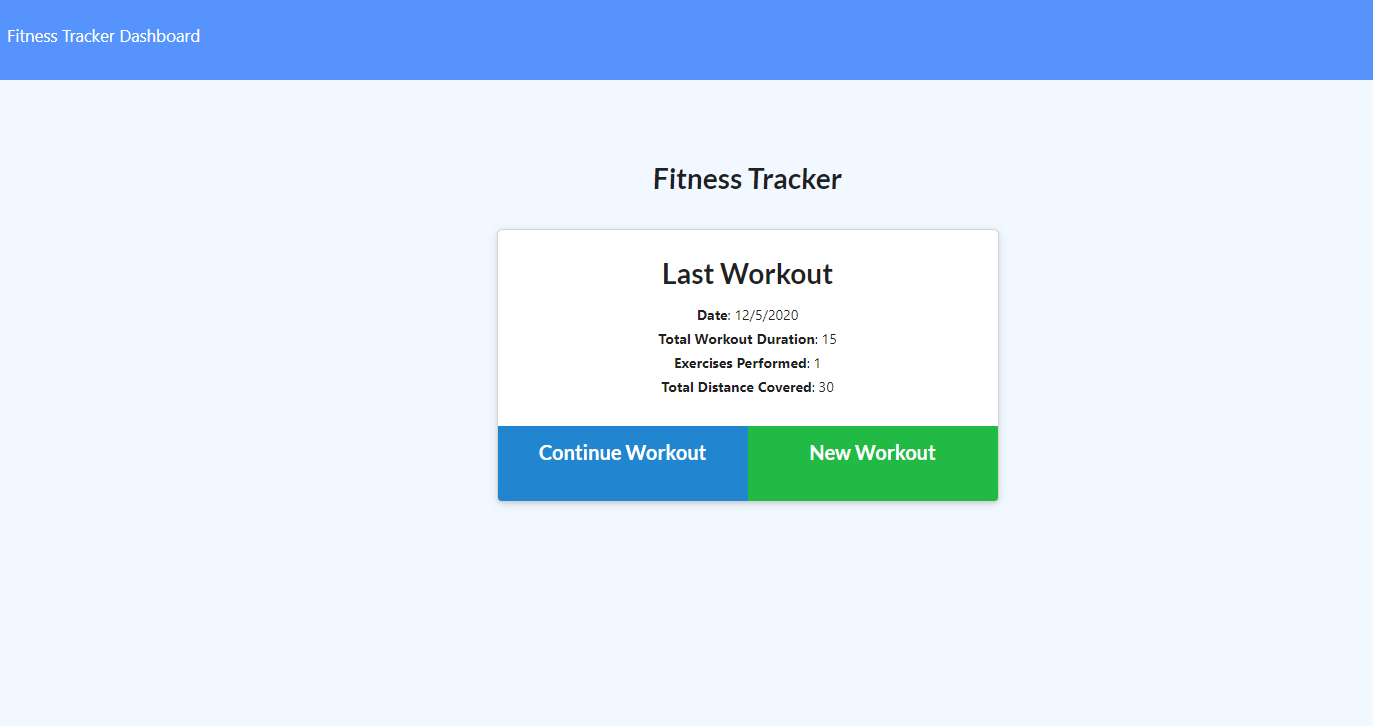 Fitness Tracker Dashboard
Fitness Tracker
Last Workout
Date: 12/5/2020
Total Workout Duration: 15
Exercises Performed: 1
Total Distance Covered: 30
Continue Workout
New Workout